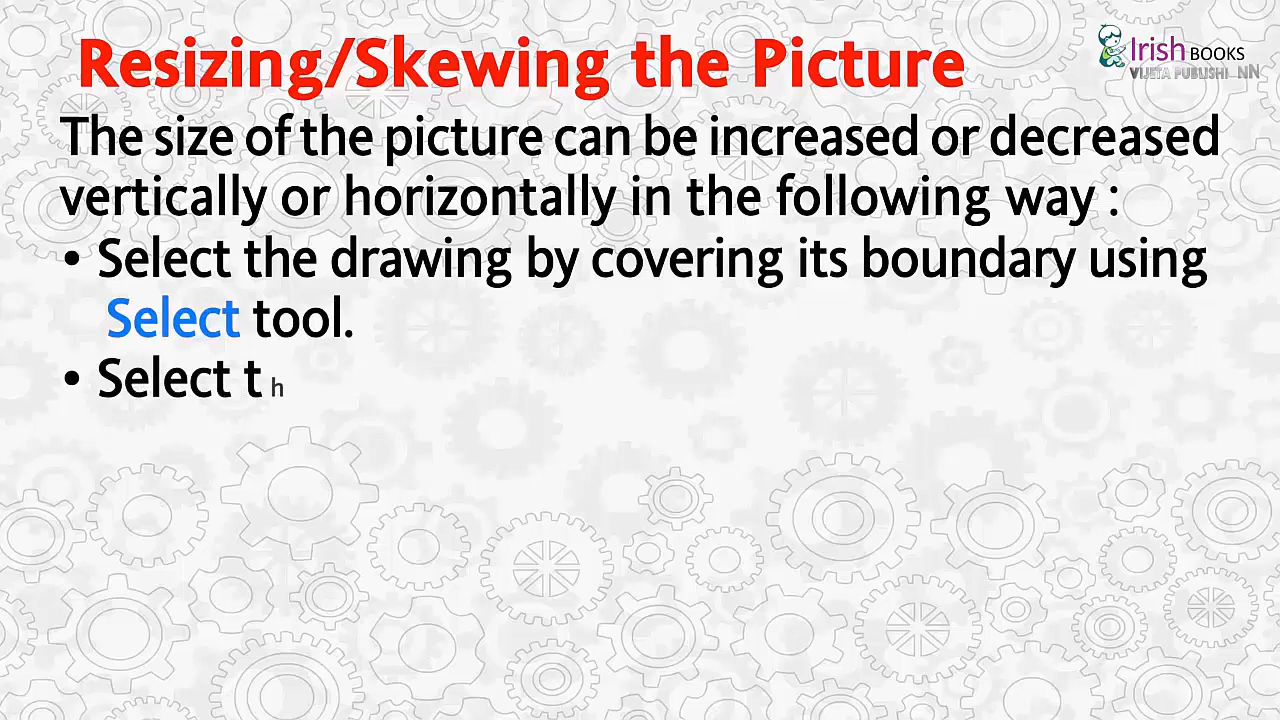 Resizing/Skewing the Picture
Irish BOOKS
The size of the picture can be increased or decreased
vertically or horizontally in the following way :
• Select the drawing by covering its boundary using
Select tool.
• Select th